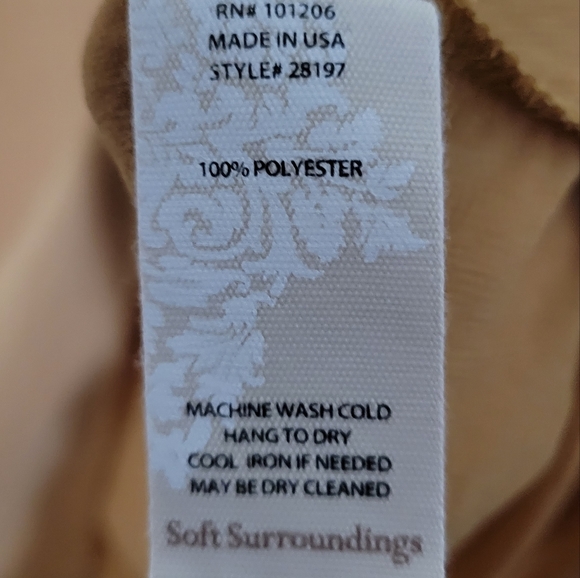 RN# 101206
MADE IN USA
STYLE# 28197
100% POLYESTER
MACHINE WASH COLD
HANG TO DRY
COOL IRON IF NEEDED
MAY BE DRY CLEANED
Soft Surroundings